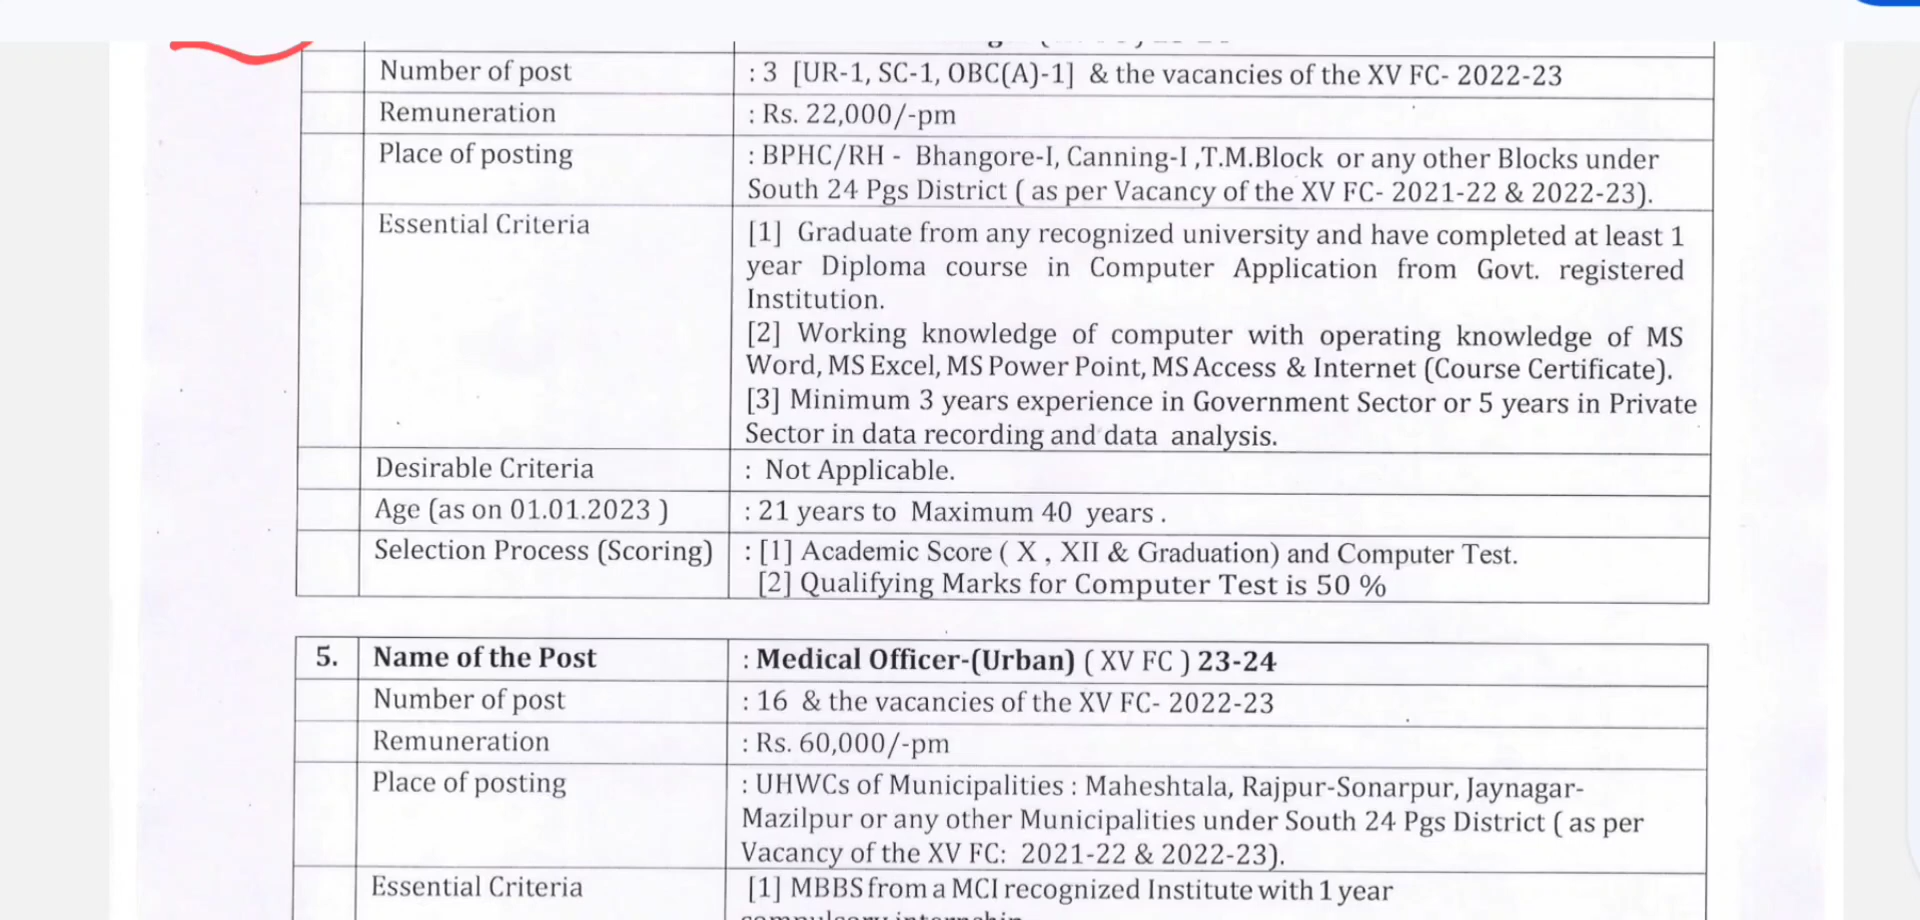 Number of post : 3 [UR-1, SC-1, OBC(A)-1] & the vacancies of the XV FC- 2022-23
Remuneration : Rs. 22,000/-pm
Place of posting : BPHC/RH - Bhangore-I, Canning-I ,T.M.Block or any other Blocks under
South 24 Pgs District ( as per Vacancy of the XV FC- 2021-22 & 2022-23).
Essential Criteria [1] Graduate from any recognized university and have completed at least 1
year Diploma course in Computer Application from Govt. registered
Institution.
[2] Working knowledge of computer with operating knowledge of MS
Word, MS Excel, MS Power Point, MS Access & Internet (Course Certificate).
[3] Minimum 3 years experience in Government Sector or 5 years in Private
Sector in data recording and data analysis.
Desirable Criteria : Not Applicable.
Age (as on 01.01.2023 ) : 21 years to Maximum 40 years .
Selection Process (Scoring) : [1] Academic Score ( X , XII & Graduation) and Computer Test.
[2] Qualifying Marks for Computer Test is 50 %
5. Name of the Post : Medical Officer-(Urban) ( XV FC ) 23-24
Number of post : 16 & the vacancies of the XV FC- 2022-23
Remuneration : Rs. 60,000/-pm
Place of posting : UHWCs of Municipalities : Maheshtala, Rajpur-Sonarpur, Jaynagar-
Mazilpur or any other Municipalities under South 24 Pgs District ( as per
Vacancy of the XV FC: 2021-22 & 2022-23).
Essential Criteria [1] MBBS from a MCI recognized Institute with 1 year